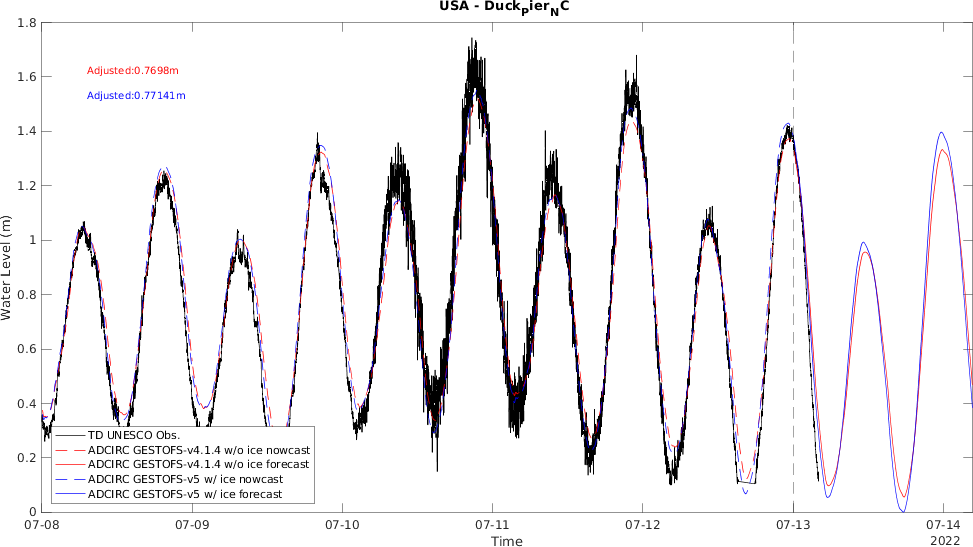 USA - DuckPierNC
1.8
1.6
1.4
1.2
1
0.8
0.6
0.4
0.2
0
Water Level (m)
Adjusted:0.7698m
Adjusted:0.77141m
TD UNESCO Obs.
ADCIRC GESTOFS-v4.1.4 w/o ice nowcast
ADCIRC GESTOFS-v4.1.4 w/o ice forecast
ADCIRC GESTOFS-v5 w/ ice nowcast
ADCIRC GESTOFS-v5 w/ ice forecast
07-08 07-09 07-10 07-11 07-12 07-13 07-14
Time
2022